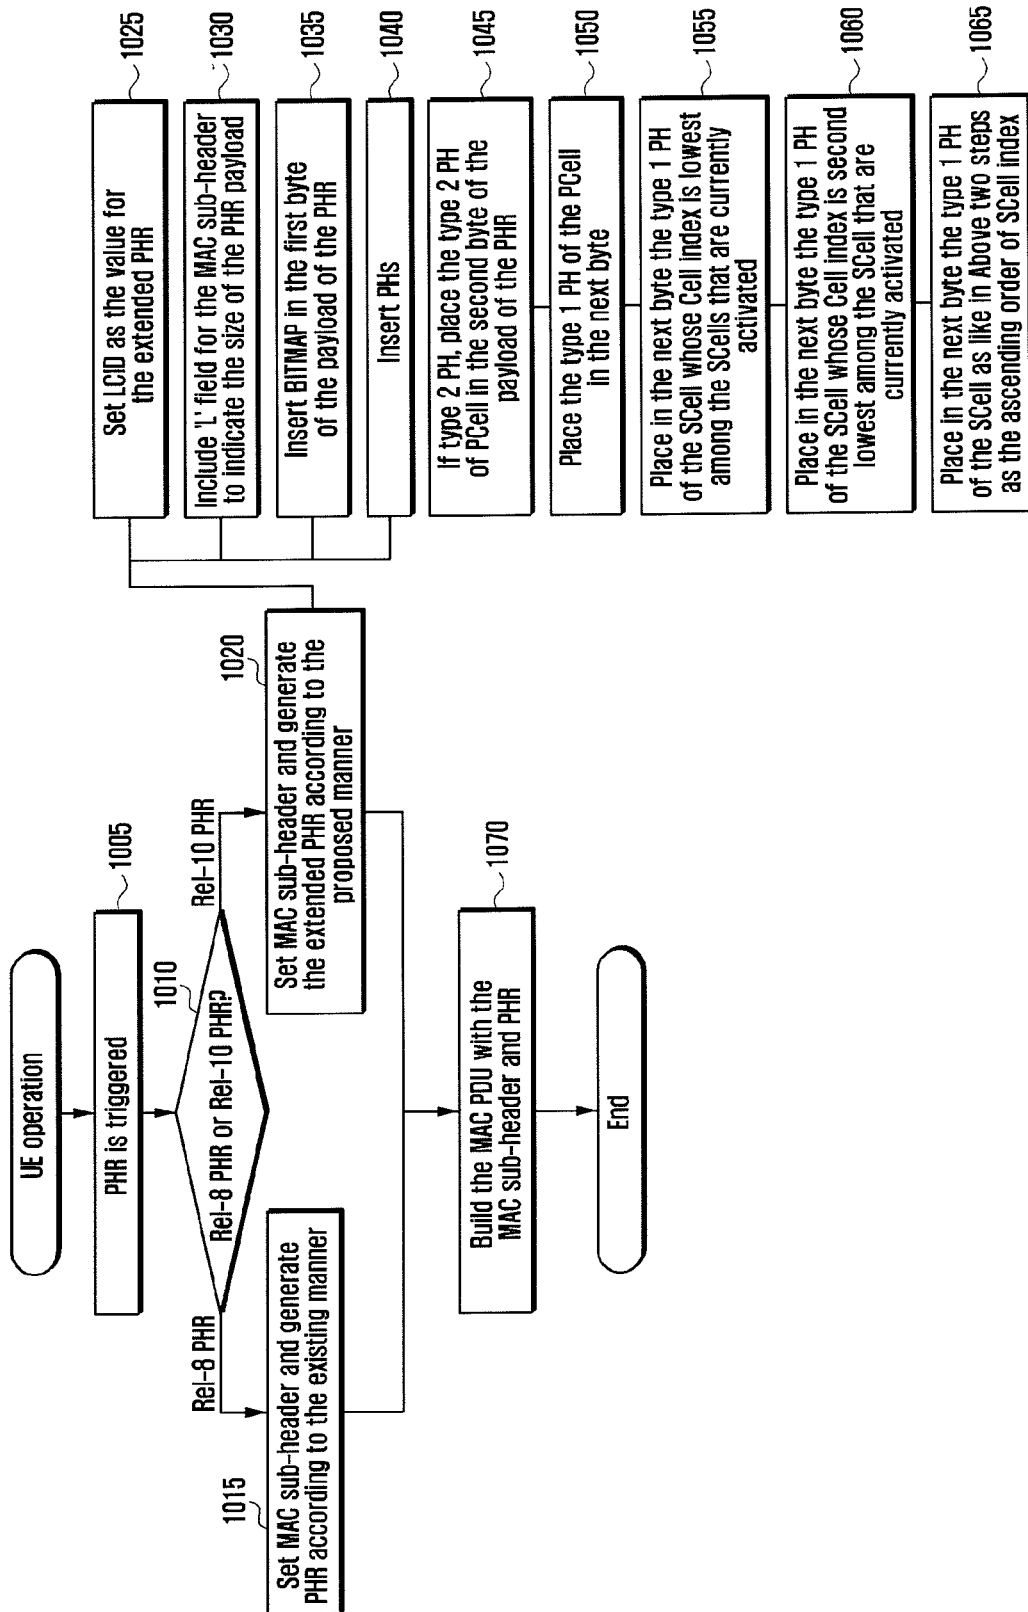 UE operation
PHR is triggered
1005
Rel-8 PHR or Rel-10 PHR?
1010
Rel-8 PHR
Rel-10 PHR
Set MAC sub-header and generate
PHR according to the existing manner
1015
Set MAC sub-header and generate
the extended PHR according to the
proposed manner
1020
Set LCID as the value for
the extended PHR
1025
Include 'L' field for the MAC sub-header
to indicate the size of the PHR payload
1030
Insert BITMAP in the first byte
of the payload of the PHR
1035
Insert PHs
1040
If type 2 PH, place the type 2 PH
of PCell in the second byte of the
payload of the PHR
1045
Place the type 1 PH of the PCell
in the next byte
1050
Place in the next byte the type 1 PH
of the SCell whose Cell index is lowest
among the SCells that are currently
activated
1055
Place in the next byte the type 1 PH
of the SCell whose Cell index is second
lowest among the SCell that are
currently activated
1060
Place in the next byte the type 1 PH
of the SCell as like in Above two steps
as the ascending order of SCell index
1065
Build the MAC PDU with the
MAC sub-header and PHR
1070
End